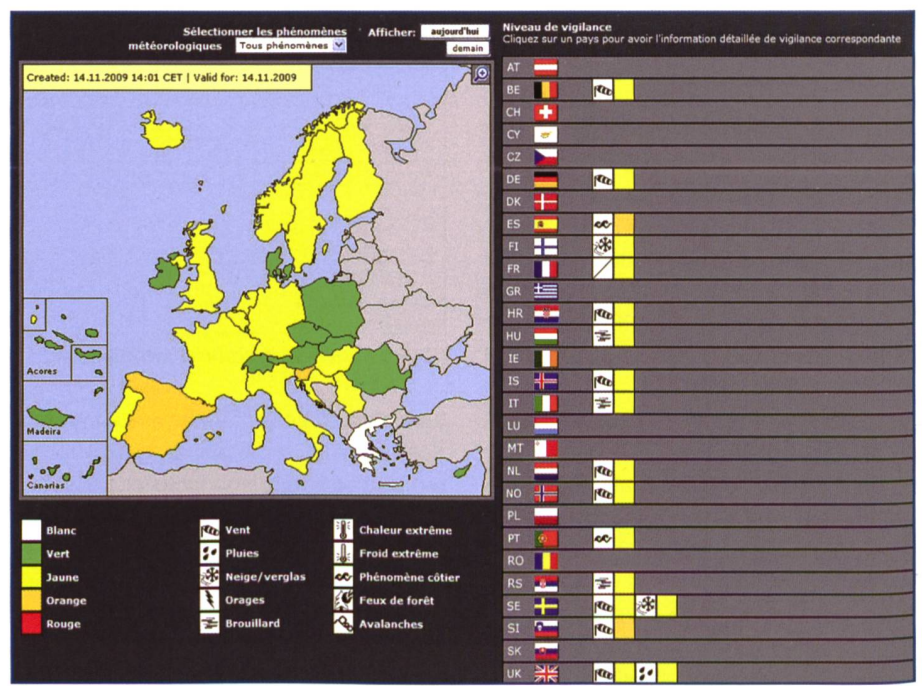 Sélectionner les phénomènes
météorologiques Tous phénomènes
Afficher: aujourd'hui
demain
Created: 14.11.2009 14:01 CET | Valid for: 14.11.2009
Acores
Madeira
Canarias
Blanc
Vert
Jaune
Orange
Rouge
Vent
Pluies
Neige/verglas
Orages
Brouillard
Chaleur extrême
Froid extrême
Phénomène côtier
Feux de forêt
Avalanches
Niveau de vigilance
Cliquez sur un pays pour avoir l'information détaillée de vigilance correspondante
AT
BE
CH
CY
CZ
DE
DK
ES
FI
FR
GR
HR
HU
IE
IS
IT
LU
MT
NL
NO
PL
PT
RO
RS
SE
SI
SK
UK